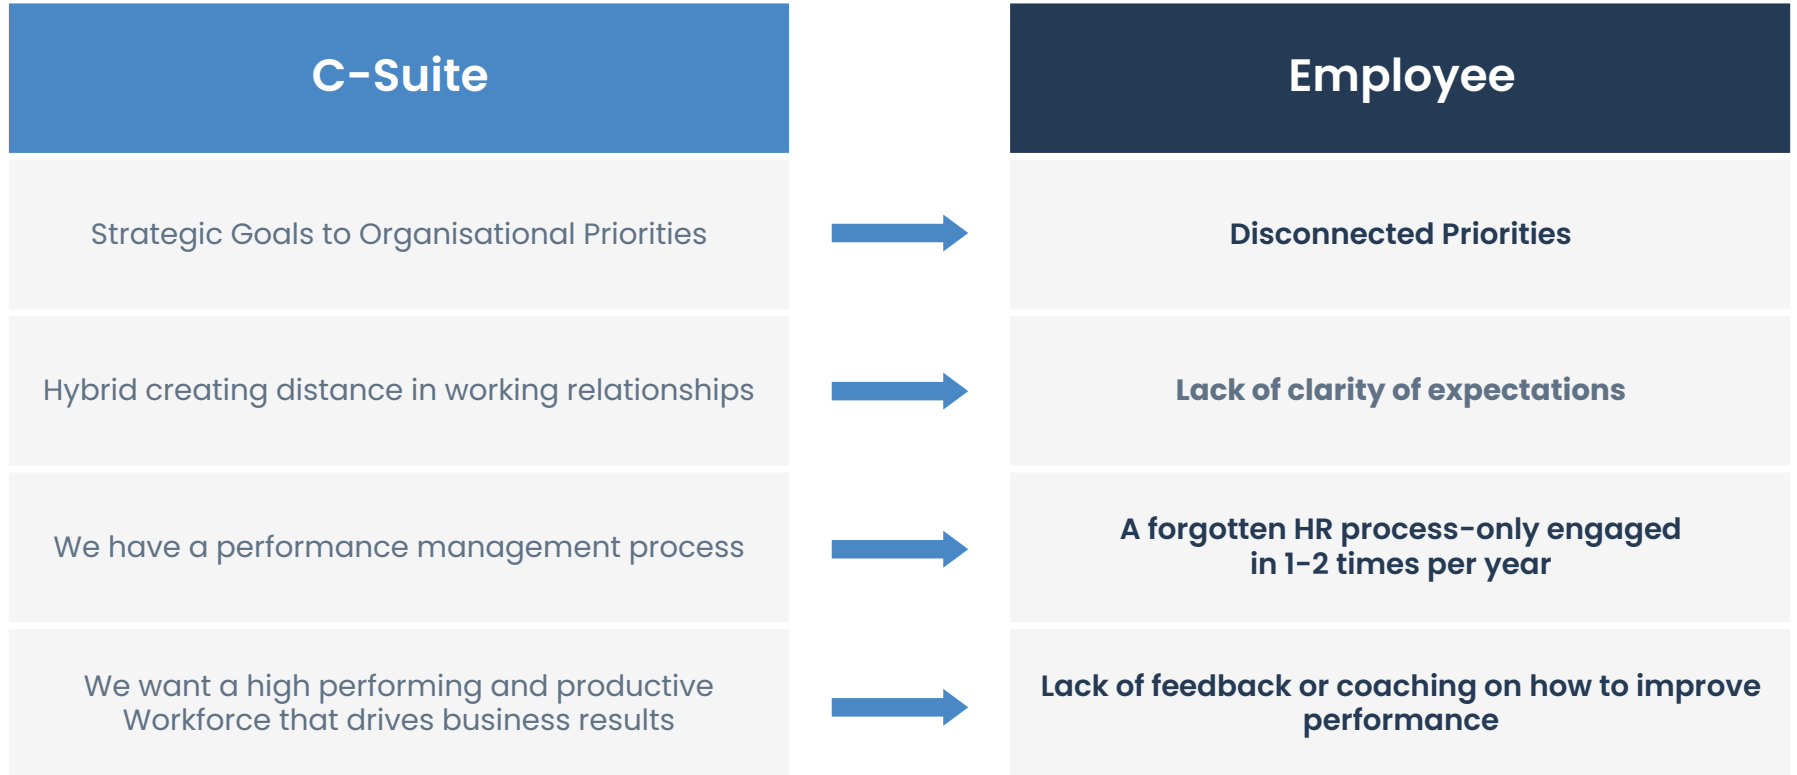 C-Suite
Employee
Strategic Goals to Organisational Priorities
Disconnected Priorities
Hybrid creating distance in working relationships
Lack of clarity of expectations
We have a performance management process
A forgotten HR process-only engaged
in 1-2 times per year
We want a high performing and productive
Workforce that drives business results
Lack of feedback or coaching on how to improve
performance